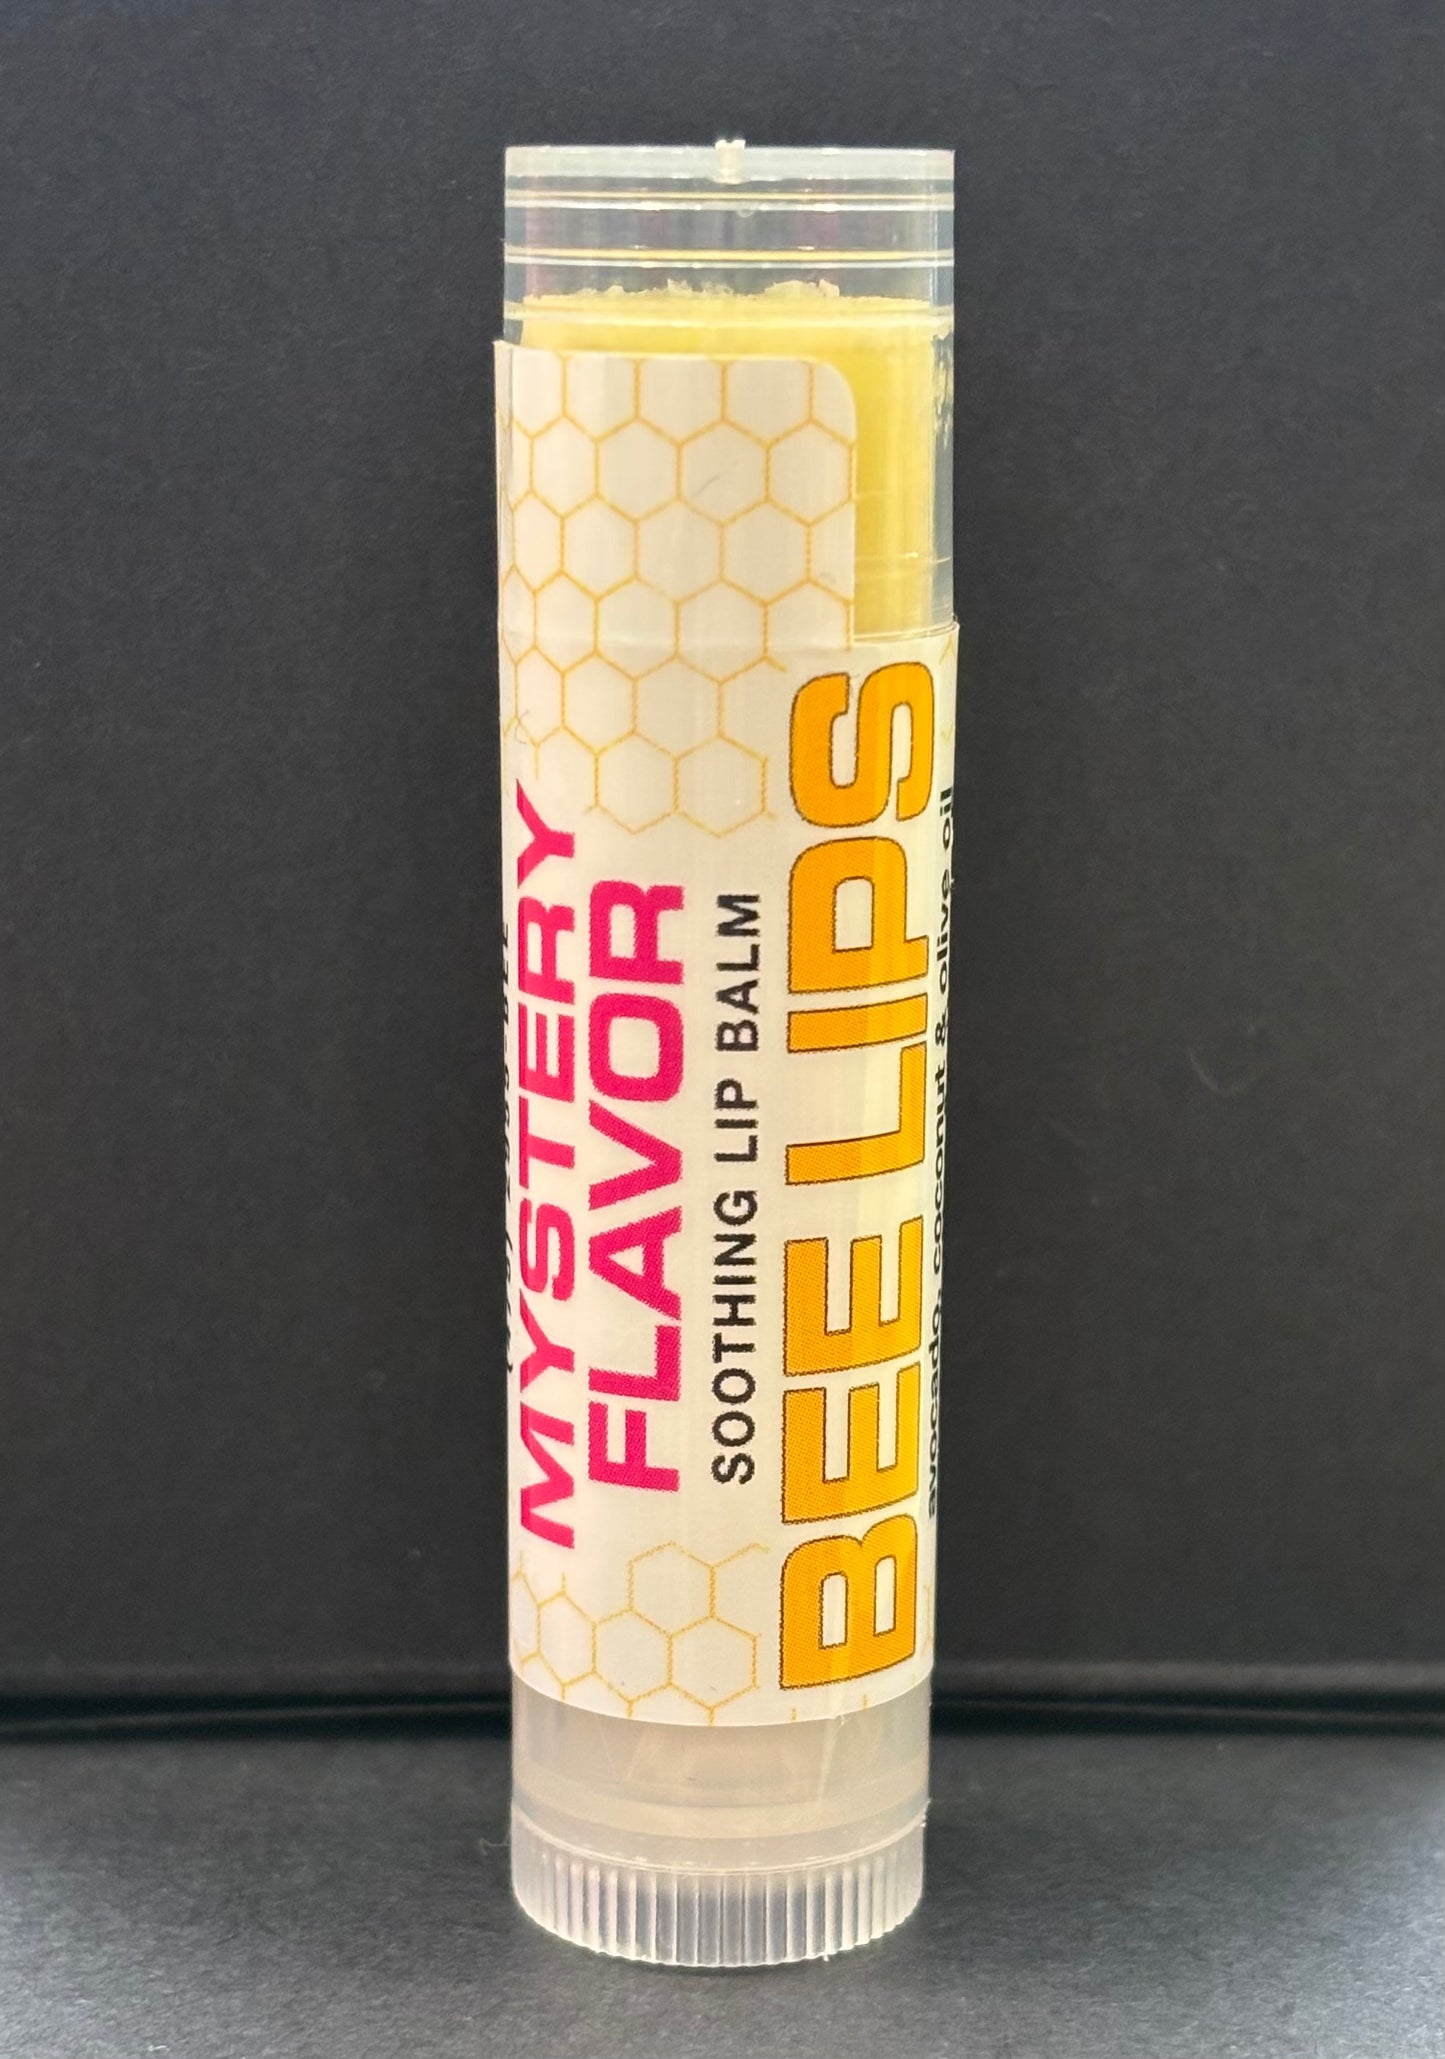 MYSTERY
FLAVOR
SOOTHING LIP BALM
BEE LIPS
avocado, coconut & olive oil